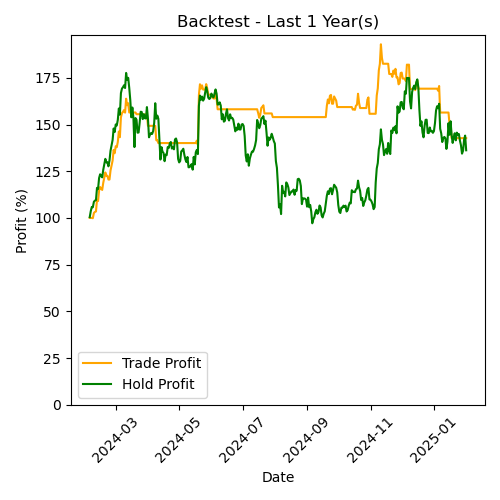 Backtest - Last 1 Year(s)
Profit (%)
175
150
125
100
75
50
25
0
Trade Profit
Hold Profit
2024-03
2024-05
2024-07
2024-09
2024-11
2025-01
Date